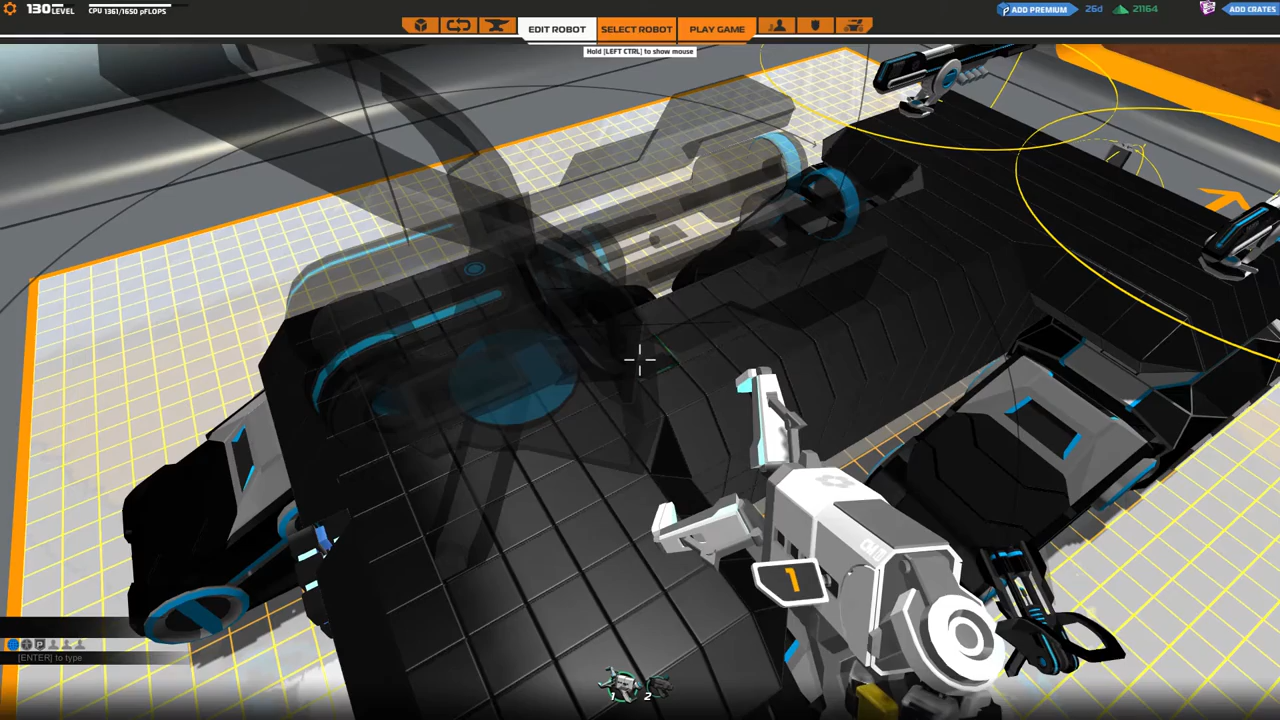 130 LEVEL
CPU 1361/1650 pFLOPS
EDIT ROBOT
SELECT ROBOT
PLAY GAME
ADD PREMIUM
26d
21164
ADD CRATES
Hold [LEFT CTRL] to show mouse
1
[ENTER] to type
1
2